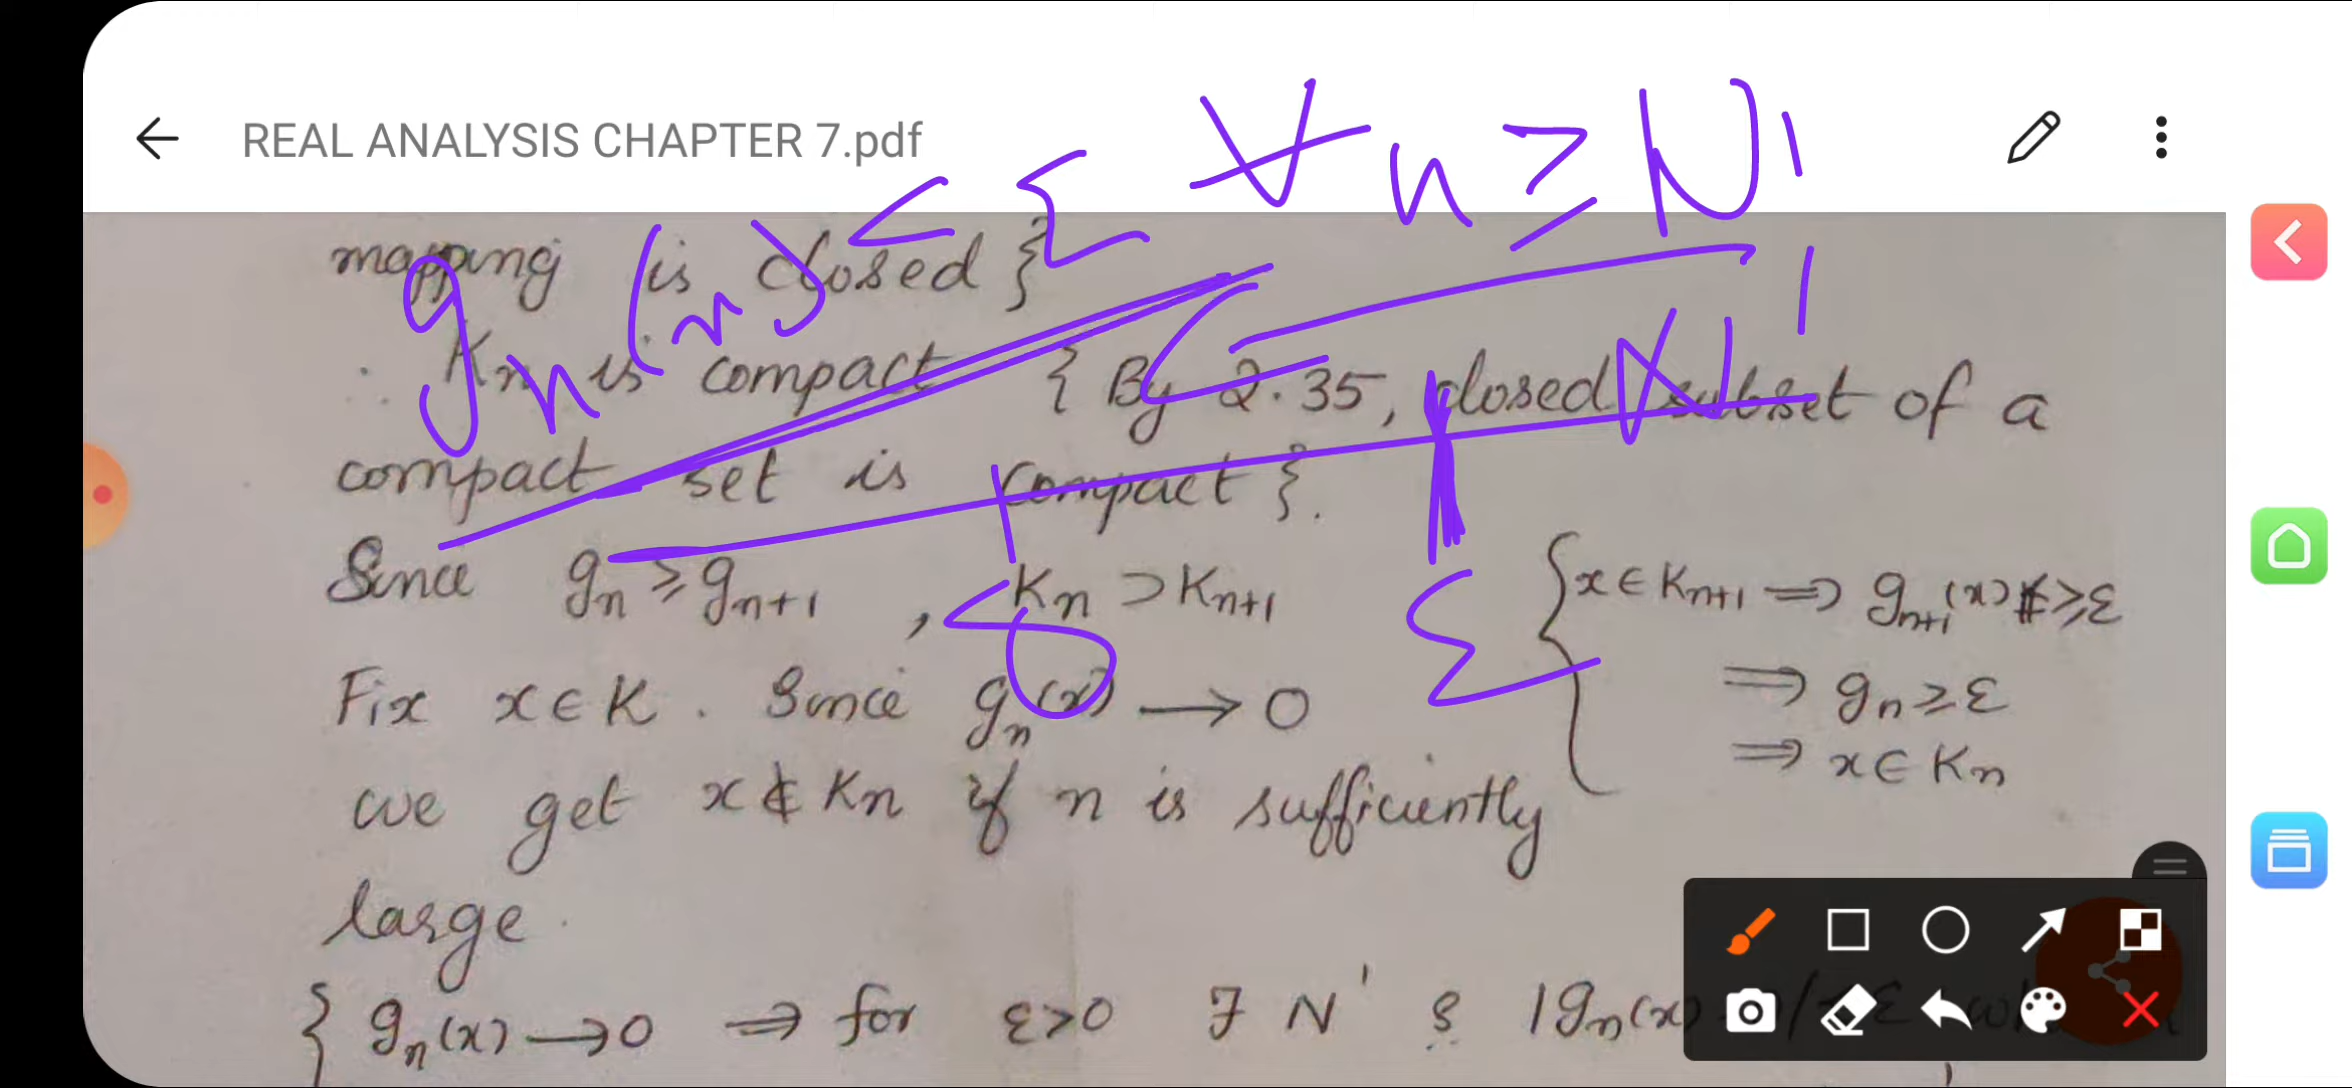 REAL ANALYSIS CHAPTER 7.pdf
∀ n ≥ N'
gn(x) < ε
mapping is closed }
∴ Kn is compact { By 2.35, closed subset of a
compact set is compact }.
Since gn ≥ gn+1 , Kn ⊃ Kn+1 { x ∈ Kn+1 ⟹ gn+1(x) ≥ ε
⟹ gn ≥ ε
⟹ x ∈ Kn
Fix x ∈ K . Since gn(x) → 0
we get x ∉ Kn if n is sufficiently
large.
{ gn(x) → 0 ⟹ for ε > 0 ∃ N' |gn(x)